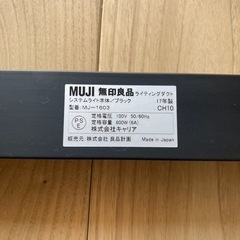 MUJI 無印良品 ライティングダクト
システムライト本体/ブラック 17年製
型番: MJ-1603 CH10
定格電圧 100V 50/60Hz
定格容量 600W(6A)
PSE 株式会社キャリア
販売元: 株式会社 良品計画 Made in Japan